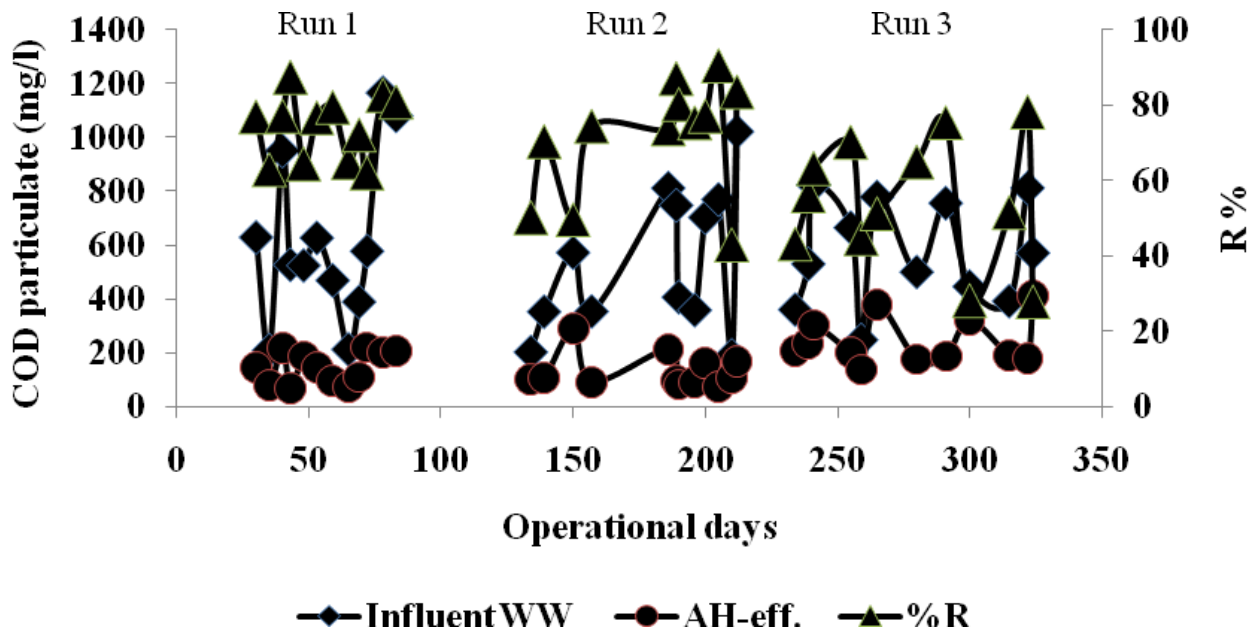 Run 1 Run 2 Run 3
1400 100
1200 80
1000
800 60
600 40
400
200 20
0 0
COD particulate (mg/l)
R %
0 50 100 150 200 250 300 350
Operational days
Influent WW AH-eff. %R